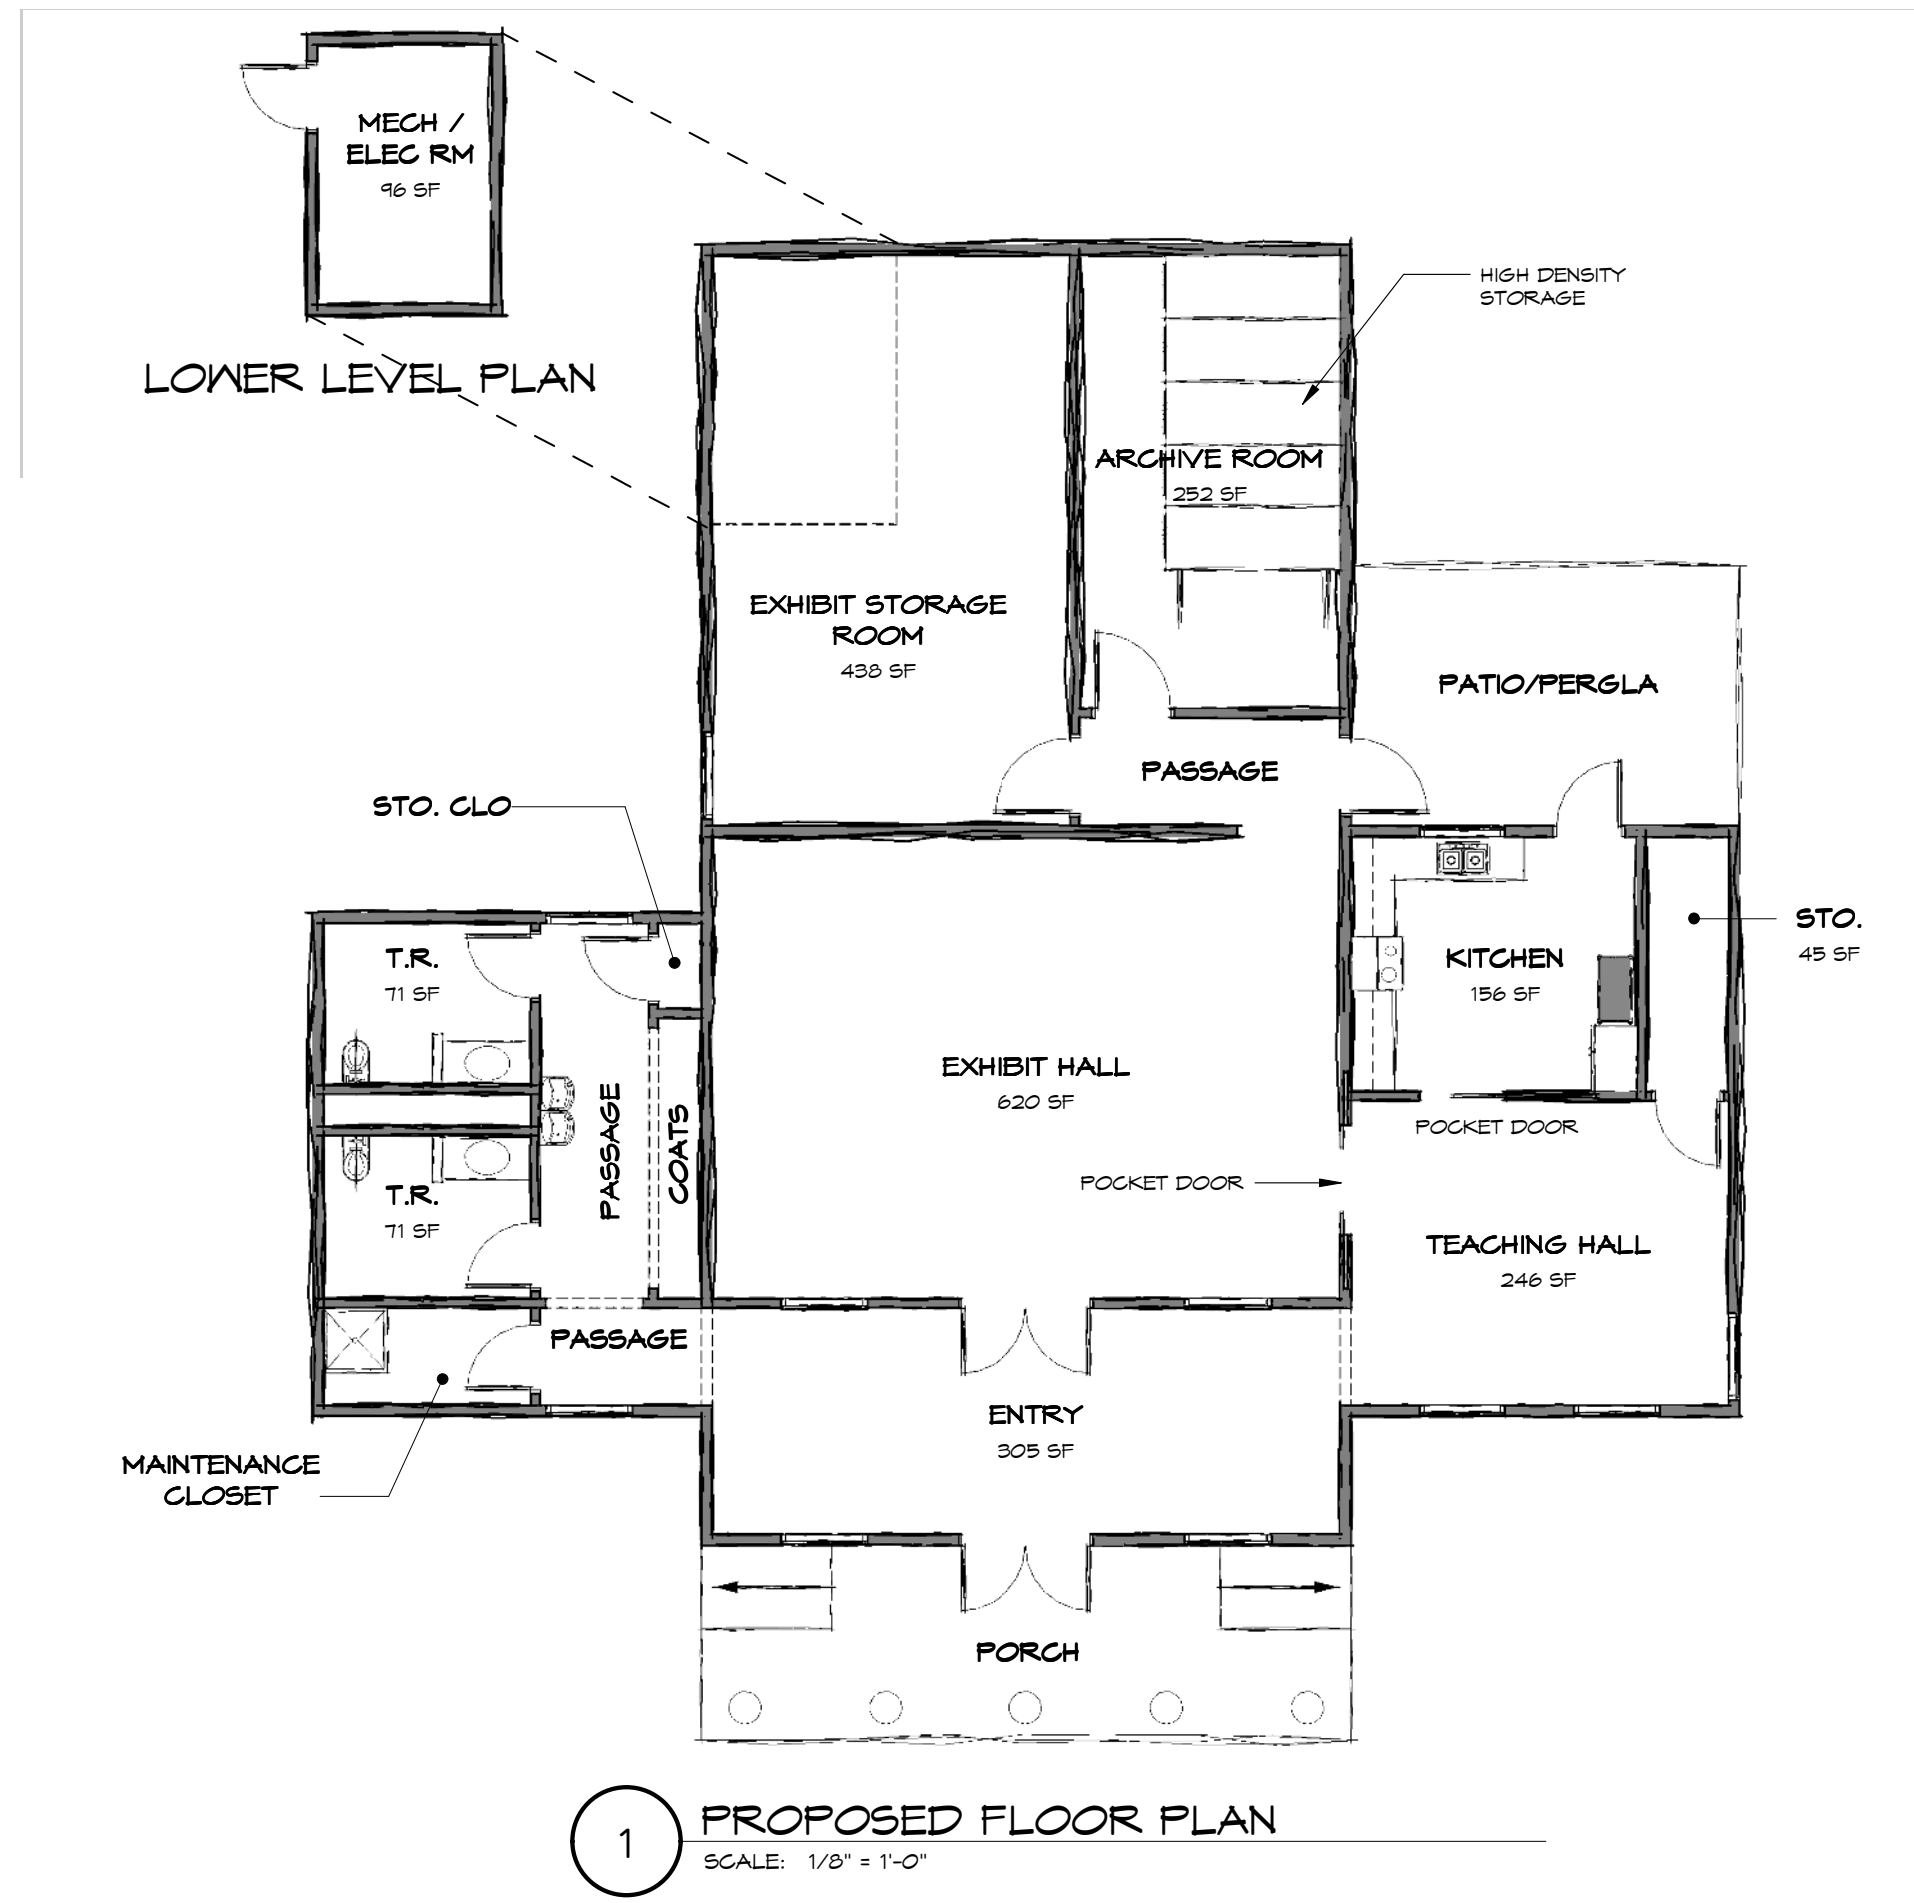 MECH /
ELEC RM
96 SF
LOWER LEVEL PLAN
HIGH DENSITY
STORAGE
ARCHIVE ROOM
252 SF
EXHIBIT STORAGE
ROOM
438 SF
PATIO/PERGLA
PASSAGE
STO. CLO
STO.
45 SF
T.R.
71 SF
KITCHEN
156 SF
EXHIBIT HALL
620 SF
PASSAGE
COATS
POCKET DOOR
POCKET DOOR
T.R.
71 SF
TEACHING HALL
246 SF
PASSAGE
ENTRY
305 SF
MAINTENANCE
CLOSET
PORCH
1
PROPOSED FLOOR PLAN
SCALE: 1/8" = 1'-0"